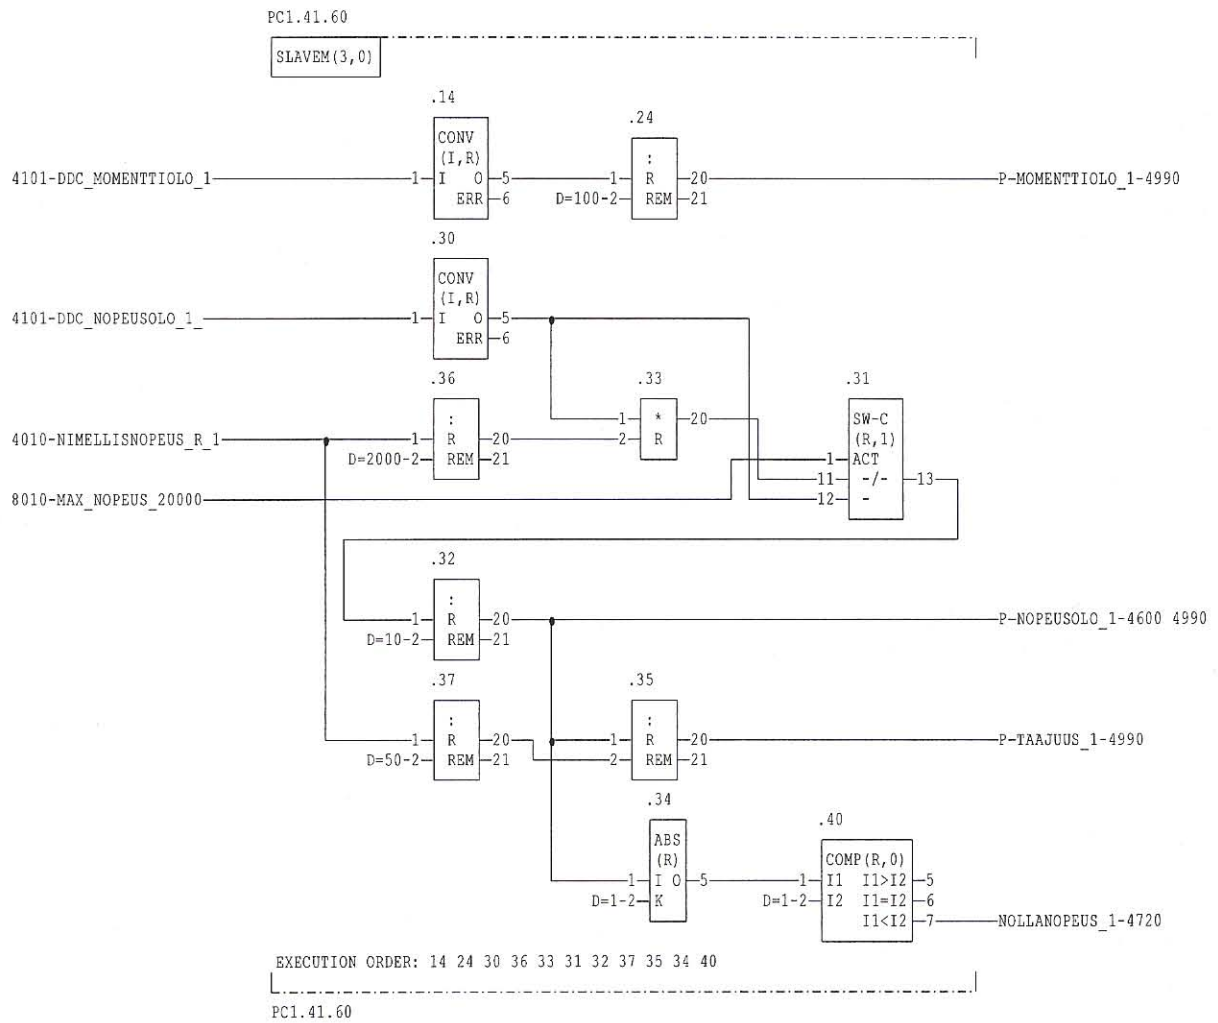 PC1.41.60
SLAVEM(3,0)
.14
CONV
(I,R)
4101-DDC_MOMENTTIOLO_1 1 I O 5
ERR 6
.24
:
1 R 20 P-MOMENTTIOLO_1-4990
D=100-2 REM 21
.30
CONV
(I,R)
4101-DDC_NOPEUSOLO_1_ 1 I O 5
ERR 6
.36
:
4010-NIMELLISNOPEUS_R_1 1 R 20
D=2000-2 REM 21
.33
1 * 20
2 R
.31
SW-C
(R,1)
8010-MAX_NOPEUS_20000 1 ACT
11 -/- 13
12 -
.32
:
1 R 20 P-NOPEUSOLO_1-4600 4990
D=10-2 REM 21
.37
:
1 R 20
D=50-2 REM 21
.35
:
1 R 20 P-TAAJUUS_1-4990
2 REM 21
.34
ABS
(R)
1 I O 5
D=1-2 K
.40
COMP(R,0)
1 I1 I1>I2 5
D=1-2 I2 I1=I2 6
I1<I2 7 NOLLANOPEUS_1-4720
EXECUTION ORDER: 14 24 30 36 33 31 32 37 35 34 40
PC1.41.60